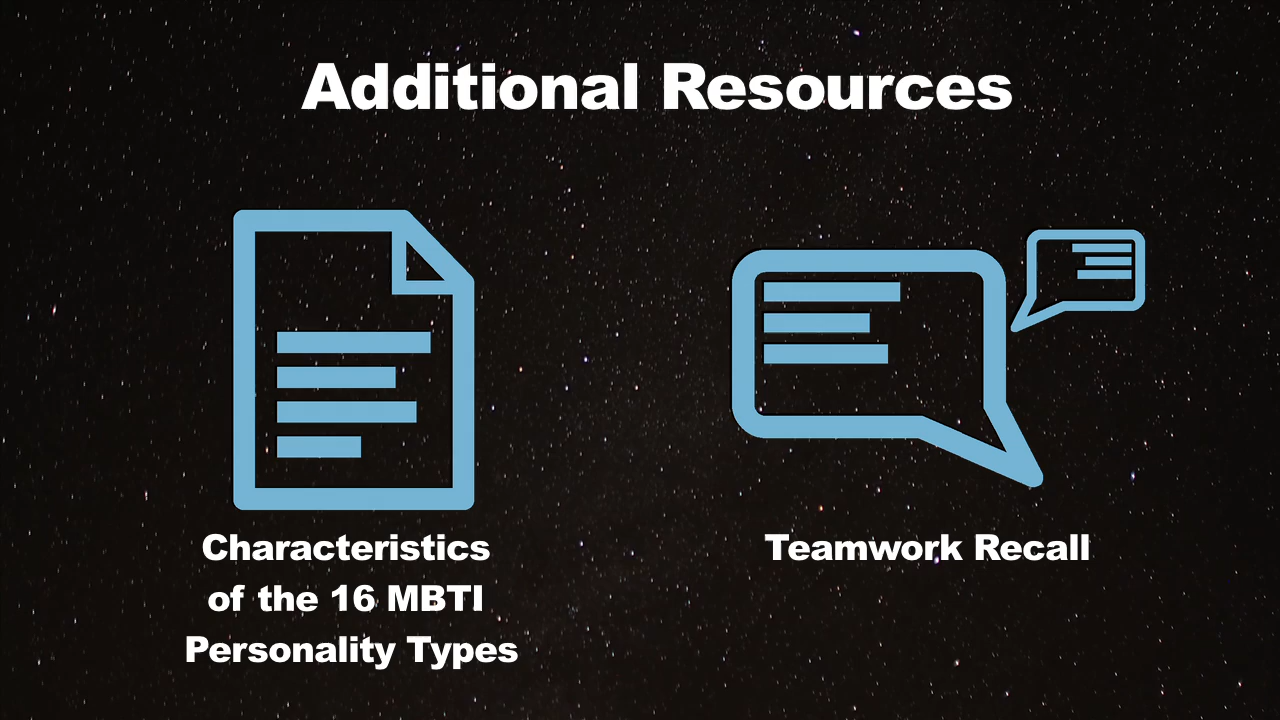 Additional Resources
Characteristics
of the 16 MBTI
Personality Types
Teamwork Recall